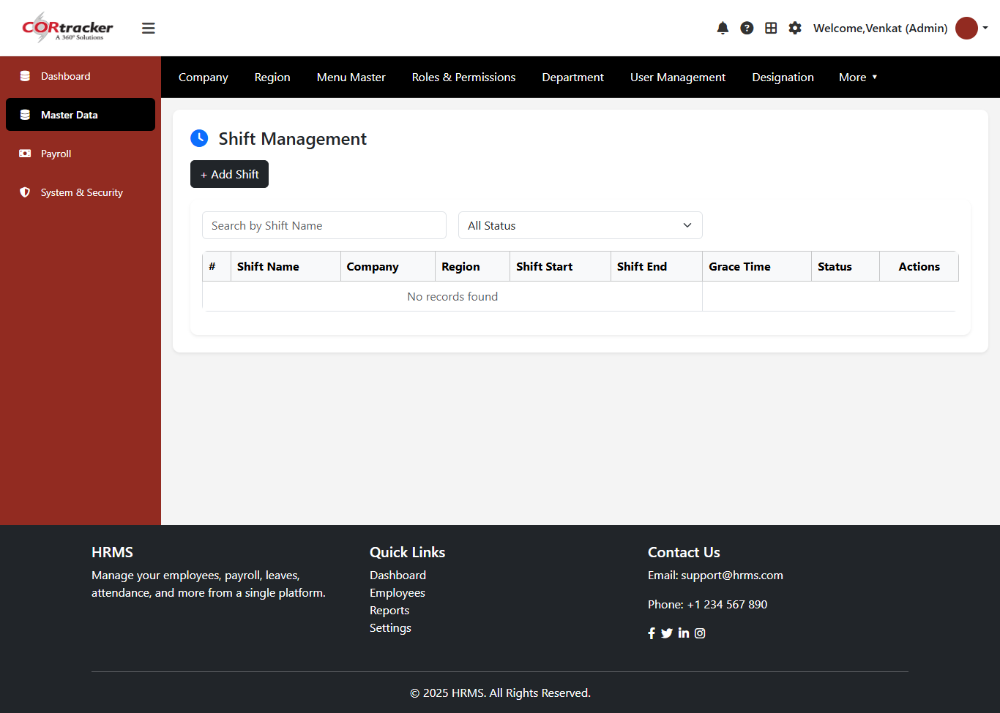 CORtracker
A 360° Solutions
Welcome,Venkat (Admin)
Dashboard
Master Data
Payroll
System & Security
Company Region Menu Master Roles & Permissions Department User Management Designation More
Shift Management
+ Add Shift
Search by Shift Name All Status
# Shift Name Company Region Shift Start Shift End Grace Time Status Actions
No records found
HRMS
Manage your employees, payroll, leaves,
attendance, and more from a single platform.
Quick Links
Dashboard
Employees
Reports
Settings
Contact Us
Email: support@hrms.com
Phone: +1 234 567 890
© 2025 HRMS. All Rights Reserved.